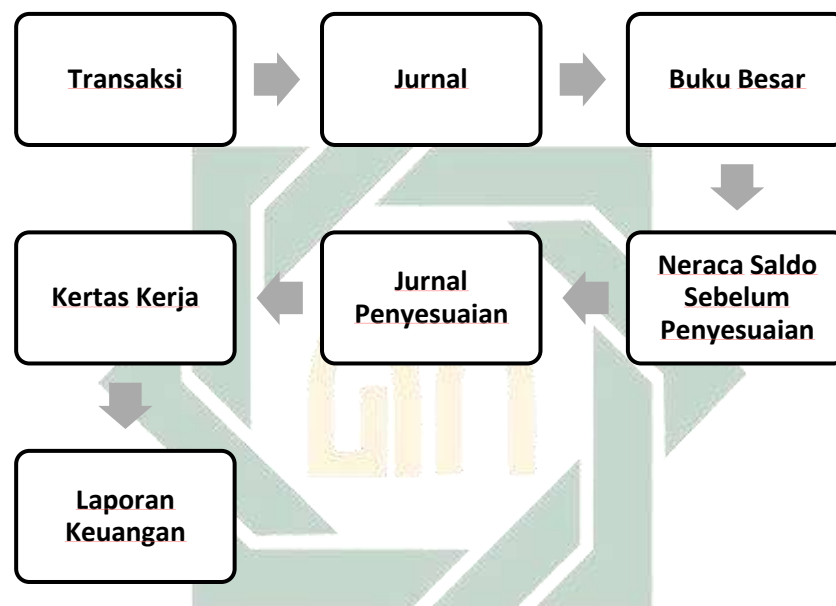 Transaksi
Jurnal
Buku Besar
Kertas Kerja
Jurnal
Penyesuaian
Neraca Saldo
Sebelum
Penyesuaian
Laporan
Keuangan